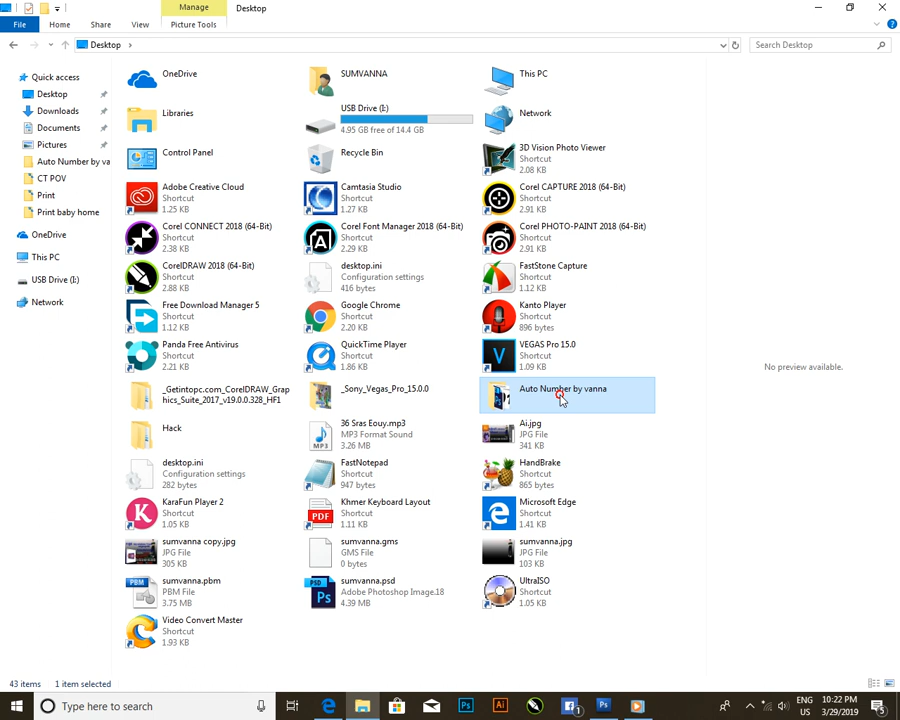 Manage
Desktop
File
Home
Share
View
Picture Tools
Desktop
Search Desktop
Quick access
Desktop
Downloads
Documents
Pictures
Auto Number by va
CT POV
Print
Print baby home
OneDrive
This PC
USB Drive (I:)
Network
OneDrive
SUMVANNA
This PC
Libraries
USB Drive (I:)
4.95 GB free of 14.4 GB
Network
Control Panel
Recycle Bin
3D Vision Photo Viewer
Shortcut
2.08 KB
Adobe Creative Cloud
Shortcut
1.25 KB
Camtasia Studio
Shortcut
1.27 KB
Corel CAPTURE 2018 (64-Bit)
Shortcut
2.91 KB
Corel CONNECT 2018 (64-Bit)
Shortcut
2.38 KB
Corel Font Manager 2018 (64-Bit)
Shortcut
2.29 KB
Corel PHOTO-PAINT 2018 (64-Bit)
Shortcut
2.91 KB
CorelDRAW 2018 (64-Bit)
Shortcut
2.88 KB
desktop.ini
Configuration settings
416 bytes
FastStone Capture
Shortcut
1.12 KB
Free Download Manager 5
Shortcut
1.12 KB
Google Chrome
Shortcut
2.20 KB
Kanto Player
Shortcut
896 bytes
Panda Free Antivirus
Shortcut
2.21 KB
QuickTime Player
Shortcut
1.86 KB
VEGAS Pro 15.0
Shortcut
1.09 KB
_Getintopc.com_CorelDRAW_Grap
hics_Suite_2017_v19.0.0.328_HF1
_Sony_Vegas_Pro_15.0.0
Auto Number by vanna
Hack
36 Sras Eouy.mp3
MP3 Format Sound
3.26 MB
Ai.jpg
JPG File
341 KB
desktop.ini
Configuration settings
282 bytes
FastNotepad
Shortcut
947 bytes
HandBrake
Shortcut
865 bytes
KaraFun Player 2
Shortcut
1.05 KB
Khmer Keyboard Layout
Shortcut
1.11 KB
Microsoft Edge
Shortcut
1.41 KB
sumvanna copy.jpg
JPG File
305 KB
sumvanna.gms
GMS File
0 bytes
sumvanna.jpg
JPG File
103 KB
sumvanna.pbm
PBM File
3.75 MB
sumvanna.psd
Adobe Photoshop Image.18
4.39 MB
UltraISO
Shortcut
1.05 KB
Video Convert Master
Shortcut
1.93 KB
No preview available.
43 items
1 item selected
Type here to search
ENG
US
10:22 PM
3/29/2019